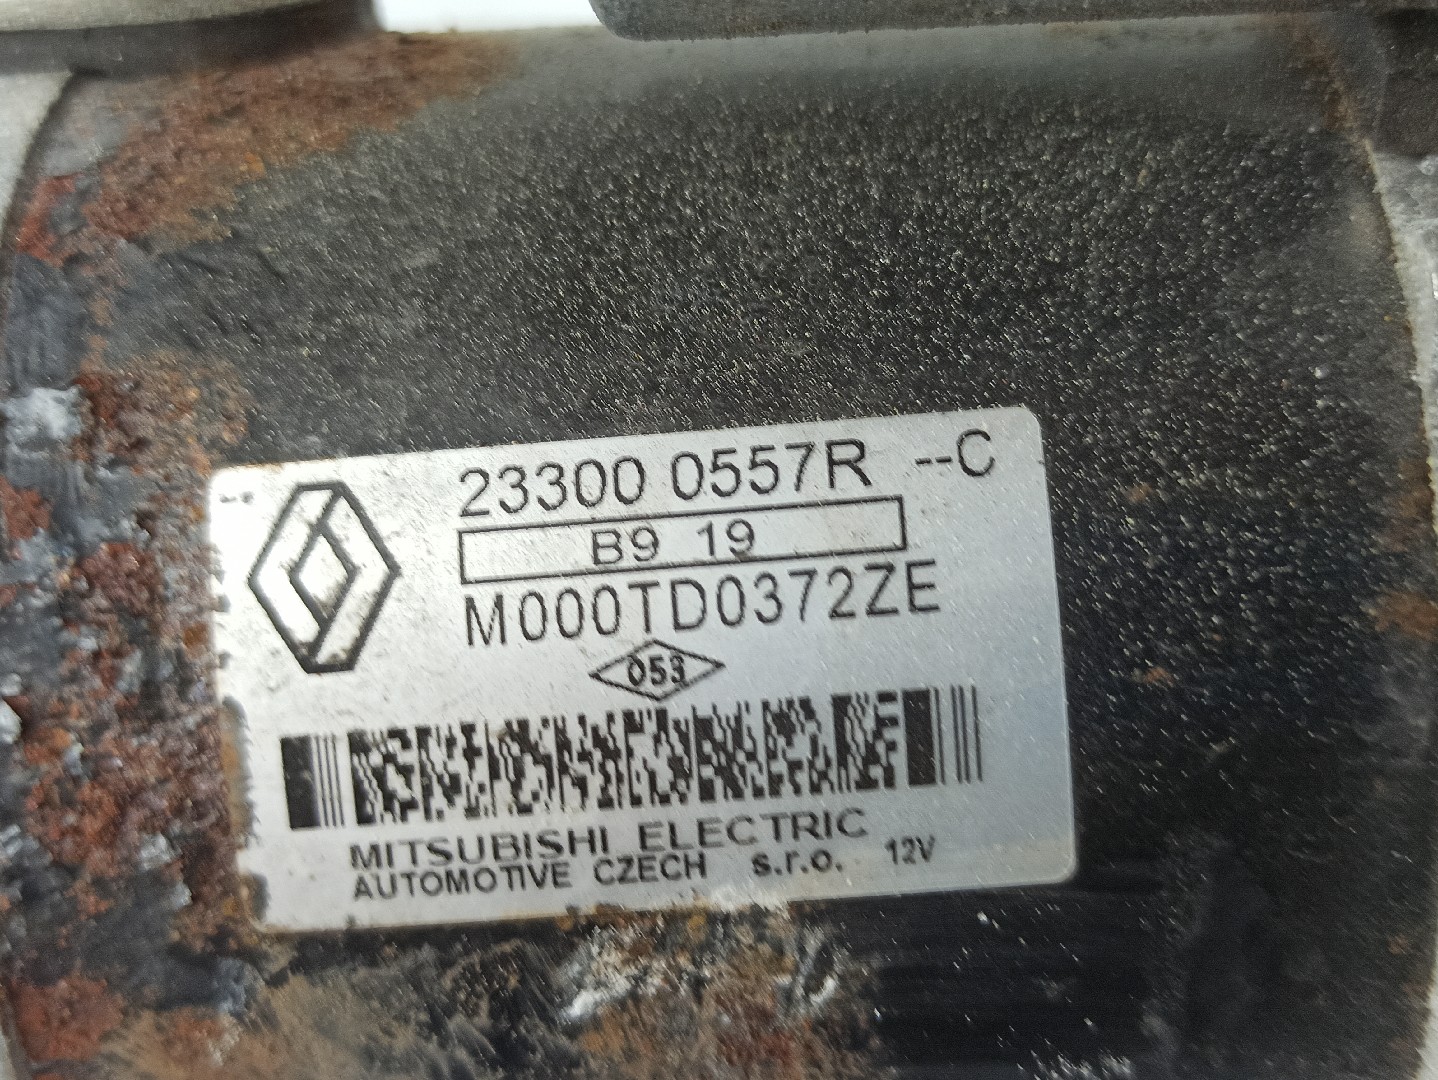 23300 0557R --C
B9 19
M000TD0372ZE
053
MITSUBISHI ELECTRIC
AUTOMOTIVE CZECH s.r.o. 12V